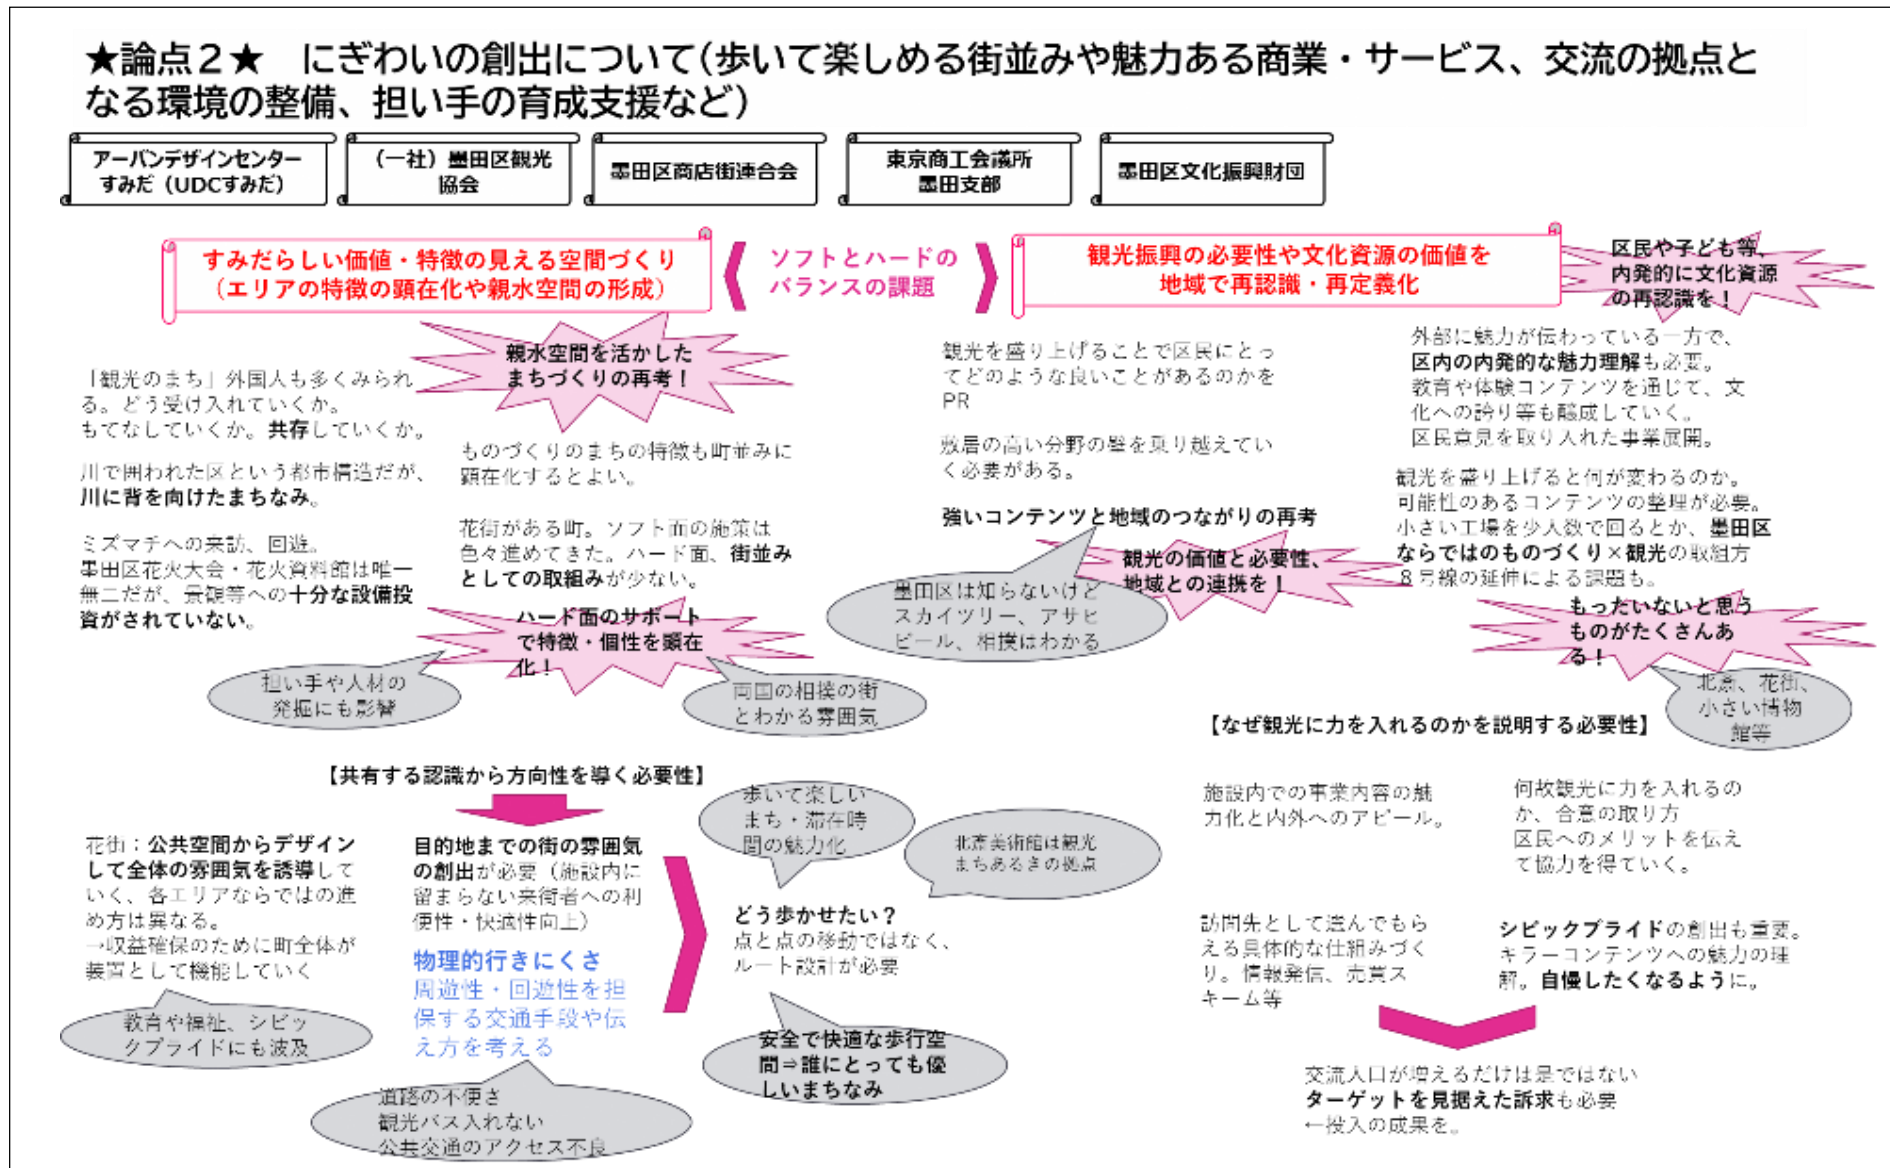 ★論点２★　にぎわいの創出について(歩いて楽しめる街並みや魅力ある商業・サービス、交流の拠点と
なる環境の整備、担い手の育成支援など)
アーバンデザインセンター
すみだ（UDCすみだ）
（一社）墨田区観光
協会
墨田区商店街連合会
東京商工会議所
墨田支部
墨田区文化振興財団
すみだらしい価値・特徴の見える空間づくり
（エリアの特徴の顕在化や親水空間の形成）
ソフトとハードの
バランスの課題
観光振興の必要性や文化資源の価値を
地域で再認識・再定義化
区民や子ども等、
内発的に文化資源
の再認識を！
親水空間を活かした
まちづくりの再考！
「観光のまち」外国人も多くみられ
る。どう受け入れていくか。
もてなしていくか。共存していくか。
川で囲われた区という都市構造だが、
川に背を向けたまちなみ。
ミズマチへの来訪、回遊。
墨田区花火大会・花火資料館は唯一
無二だが、景観等への十分な設備投
資がされていない。
ものづくりのまちの特徴も町並みに
顕在化するとよい。
花街がある町。ソフト面の施策は
色々進めてきた。ハード面、街並み
としての取組みが少ない。
ハード面のサポート
で特徴・個性を顕在
化！
担い手や人材の
発掘にも影響
両国の相撲の街
とわかる雰囲気
観光を盛り上げることで区民にとっ
てどのような良いことがあるのかを
PR
敷居の高い分野の壁を乗り越えてい
く必要がある。
強いコンテンツと地域のつながりの再考
観光の価値と必要性、
地域との連携を！
墨田区は知らないけど
スカイツリー、アサヒ
ビール、相撲はわかる
外部に魅力が伝わっている一方で、
区内の内発的な魅力理解も必要。
教育や体験コンテンツを通じて、文
化への誇り等も醸成していく。
区民意見を取り入れた事業展開。
観光を盛り上げると何が変わるのか。
可能性のあるコンテンツの整理が必要。
小さい工場を少人数で回るとか、墨田区
ならではのものづくり×観光の取組方
８号線の延伸による課題も。
もったいないと思う
ものがたくさんあ
る！
北斎、花街、
小さい博物
館等
【共有する認識から方向性を導く必要性】
花街：公共空間からデザイン
して全体の雰囲気を誘導して
いく、各エリアならではの進
め方は異なる。
→収益確保のために町全体が
装置として機能していく
教育や福祉、シビッ
クプライドにも波及
目的地までの街の雰囲気
の創出が必要（施設内に
留まらない来街者への利
便性・快適性向上）
物理的行きにくさ
周遊性・回遊性を担
保する交通手段や伝
え方を考える
道路の不便さ
観光バス入れない
公共交通のアクセス不良
歩いて楽しい
まち・滞在時
間の魅力化
北斎美術館は観光
まちあるきの拠点
どう歩かせたい？
点と点の移動ではなく、
ルート設計が必要
安全で快適な歩行空
間⇒誰にとっても優
しいまちなみ
【なぜ観光に力を入れるのかを説明する必要性】
施設内での事業内容の魅
力化と内外へのアピール。
何故観光に力を入れるの
か、合意の取り方
区民へのメリットを伝え
て協力を得ていく。
訪問先として選んでもら
える具体的な仕組みづく
り。情報発信、売買ス
キーム等
シビックプライドの創出も重要。
キラーコンテンツへの魅力の理
解。自慢したくなるように。
交流人口が増えるだけは是ではない
ターゲットを見据えた訴求も必要
←投入の成果を。